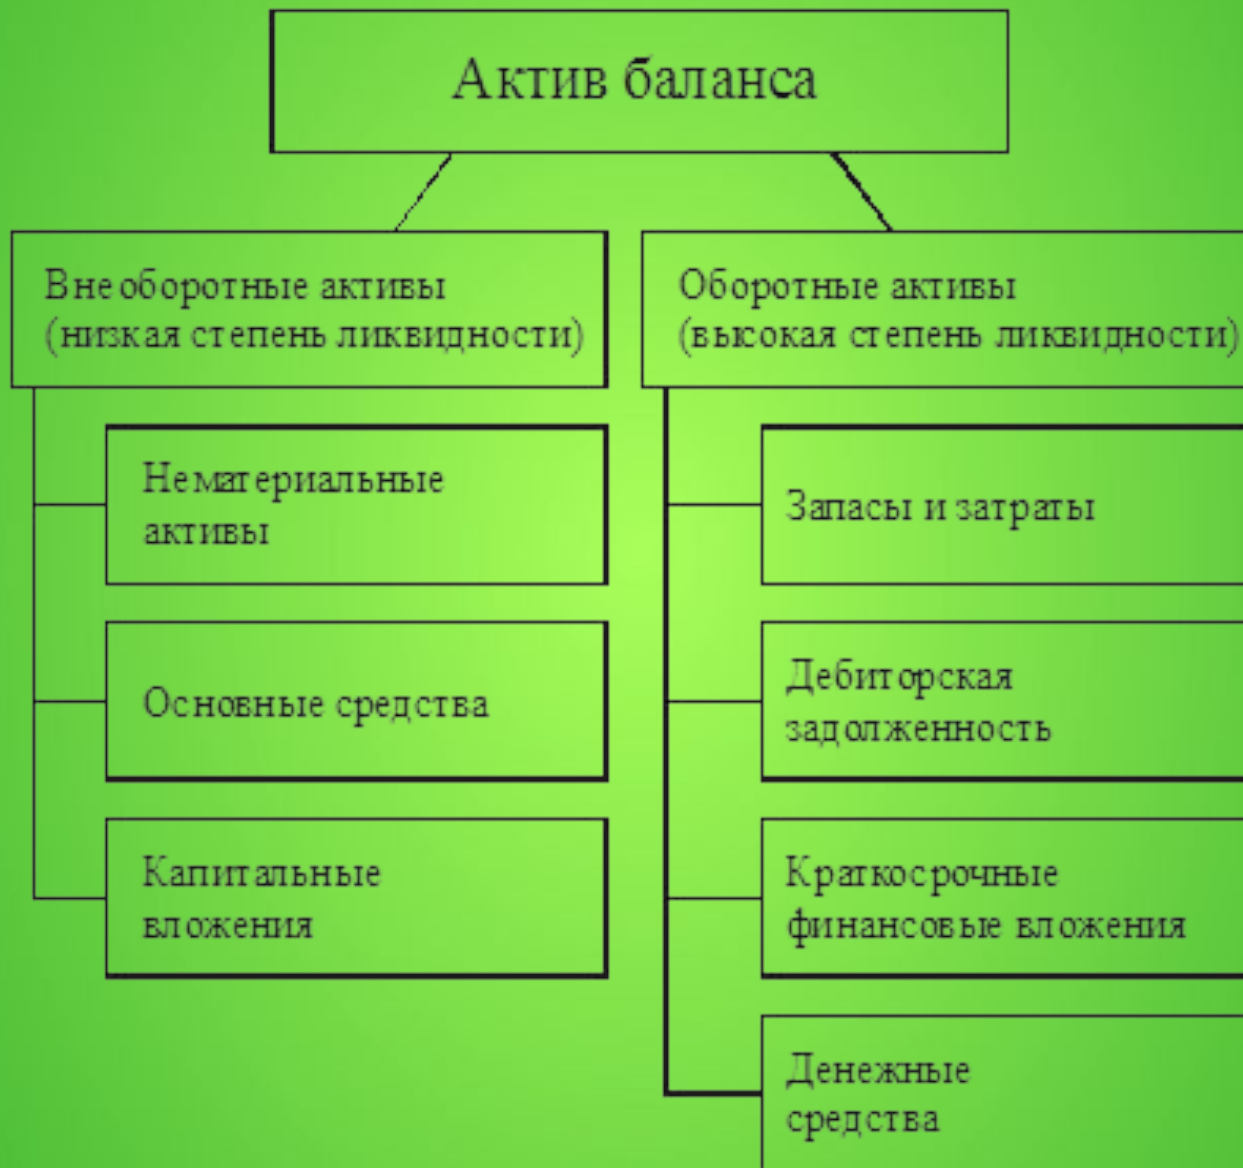 Актив баланса
Внеоборотные активы
(низкая степень ликвидности)
Нематериальные
активы
Основные средства
Капитальные
вложения
Оборотные активы
(высокая степень ликвидности)
Запасы и затраты
Дебиторская
задолженность
Краткосрочные
финансовые вложения
Денежные
средства